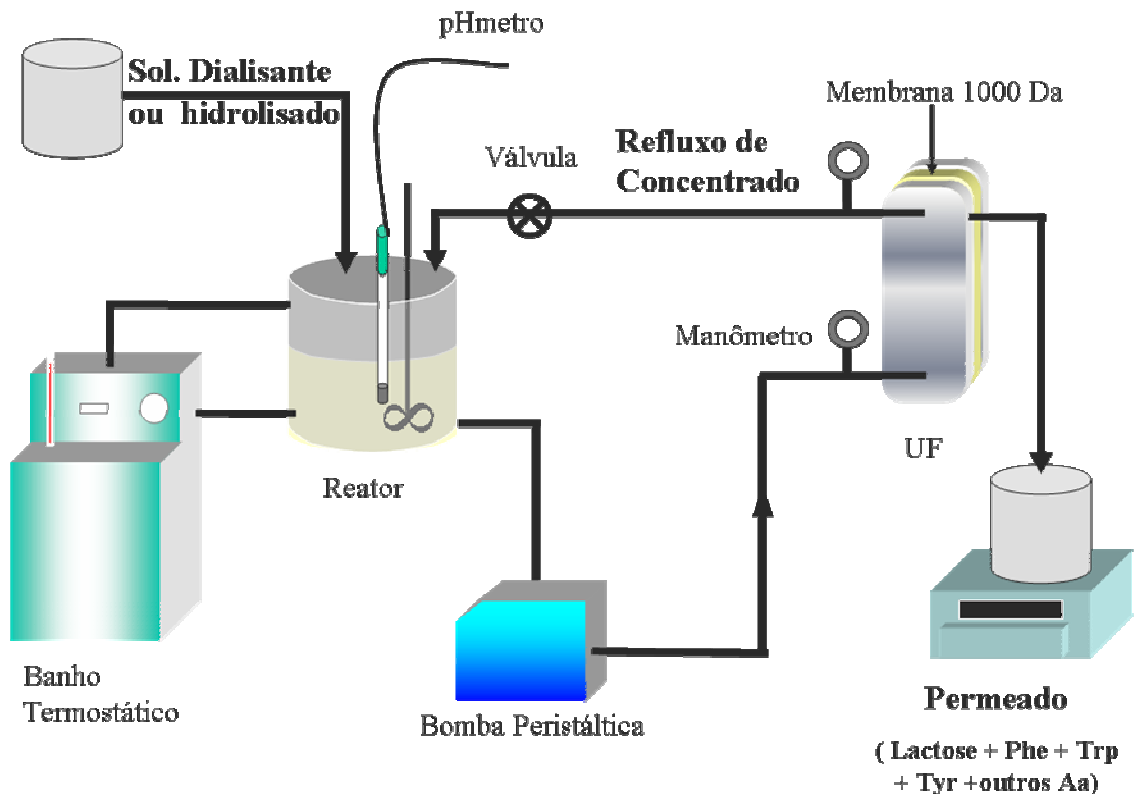 pHmetro
Sol. Dialisante
ou hidrolisado
Membrana 1000 Da
Válvula
Refluxo de
Concentrado
Manômetro
UF
Reator
Banho
Termostático
Bomba Peristáltica
Permeado
( Lactose + Phe + Trp
+ Tyr +outros Aa)